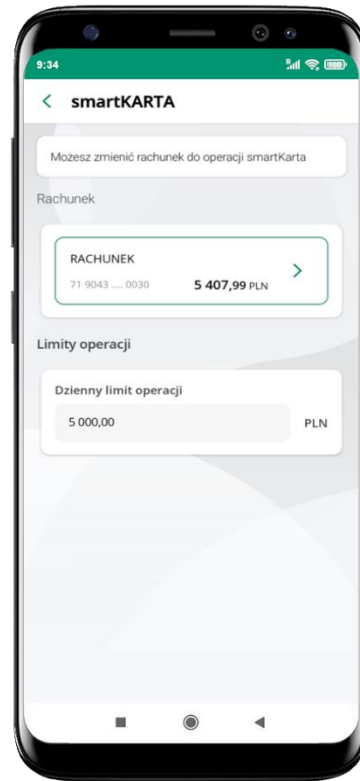 9:34
smartKARTA
Możesz zmienić rachunek do operacji smartKarta
Rachunek
RACHUNEK
71 9043 .... 0030 5 407,99 PLN
Limity operacji
Dzienny limit operacji
5 000,00 PLN